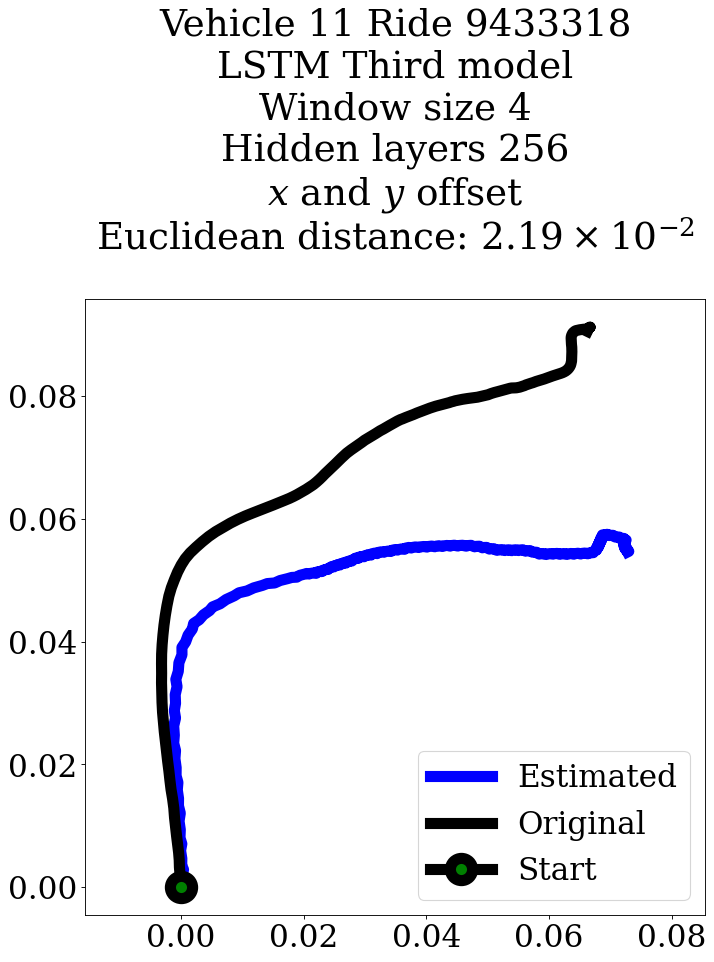 Vehicle 11 Ride 9433318
LSTM Third model
Window size 4
Hidden layers 256
x and y offset
Euclidean distance: 2.19 × 10⁻²
0.08
0.06
0.04
0.02
0.00
Estimated
Original
Start
0.00 0.02 0.04 0.06 0.08